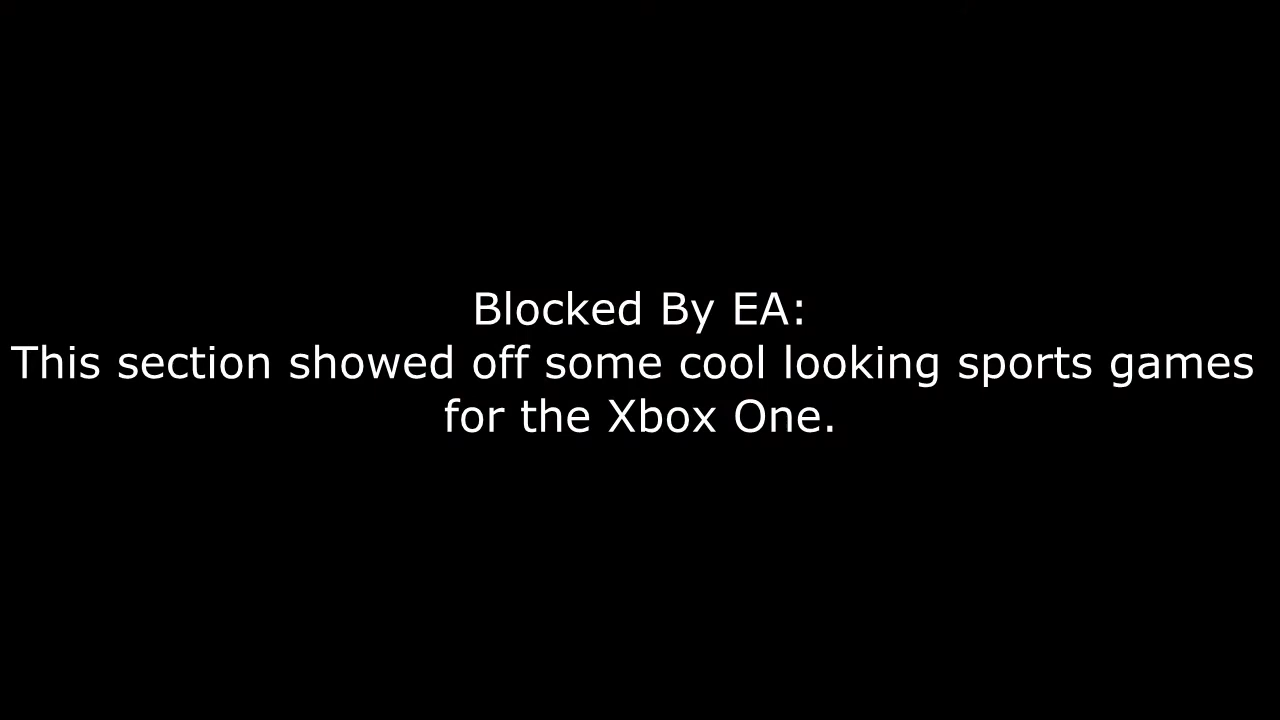 Blocked By EA:
This section showed off some cool looking sports games
for the Xbox One.